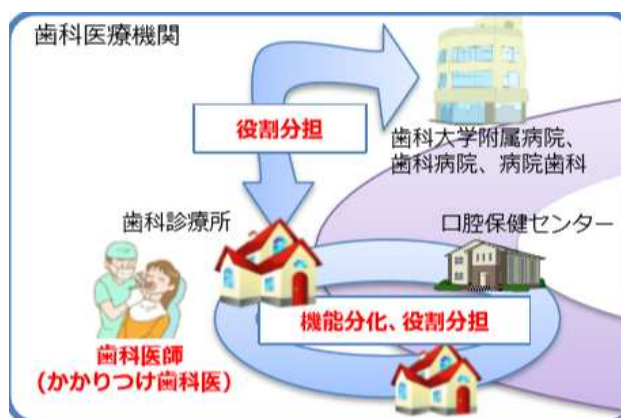 歯科医療機関
役割分担
歯科大学附属病院、
歯科病院、病院歯科
歯科診療所
口腔保健センター
機能分化、役割分担
歯科医師
(かかりつけ歯科医)